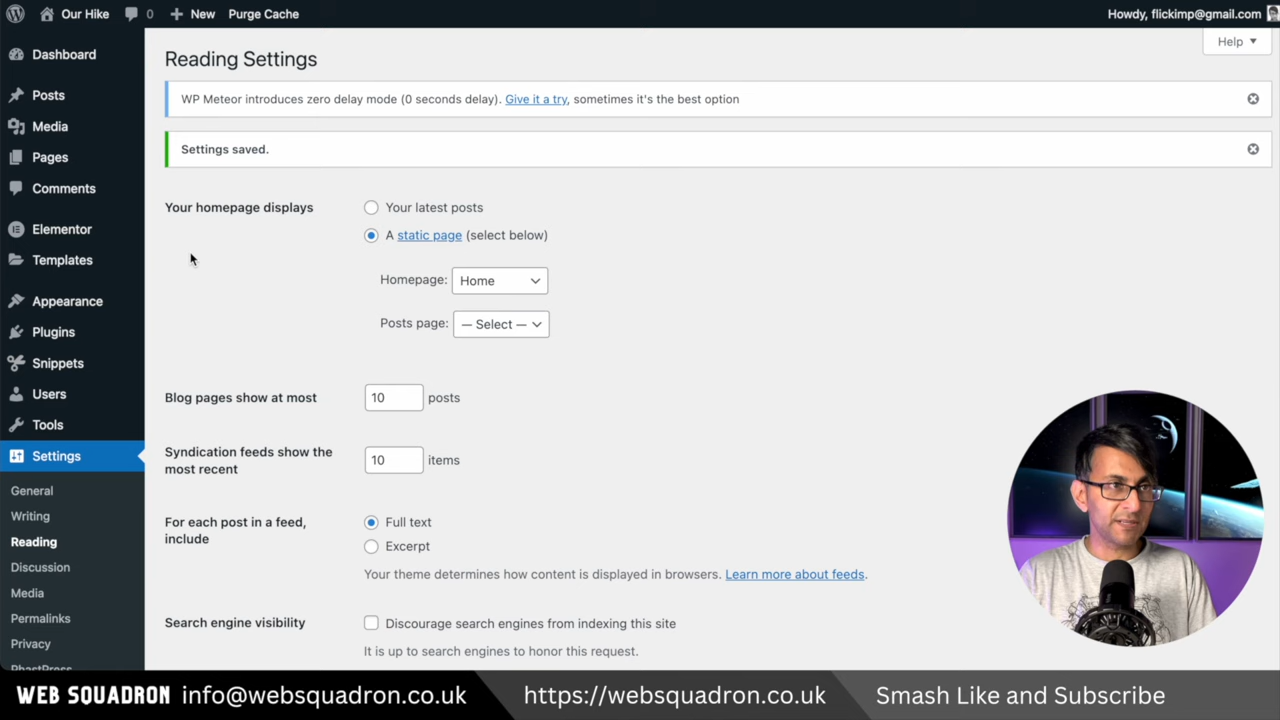 Our Hike
0
New
Purge Cache
Howdy, flickimp@gmail.com
Dashboard
Posts
Media
Pages
Comments
Elementor
Templates
Appearance
Plugins
Snippets
Users
Tools
Settings
General
Writing
Reading
Discussion
Media
Permalinks
Privacy
PhastPress
Help
Reading Settings
WP Meteor introduces zero delay mode (0 seconds delay). Give it a try, sometimes it's the best option
Settings saved.
Your homepage displays
Your latest posts
A static page (select below)
Homepage: Home
Posts page: — Select —
Blog pages show at most 10 posts
Syndication feeds show the
most recent
10 items
For each post in a feed,
include
Full text
Excerpt
Your theme determines how content is displayed in browsers. Learn more about feeds.
Search engine visibility
Discourage search engines from indexing this site
It is up to search engines to honor this request.
WEB SQUADRON info@websquadron.co.uk https://websquadron.co.uk Smash Like and Subscribe